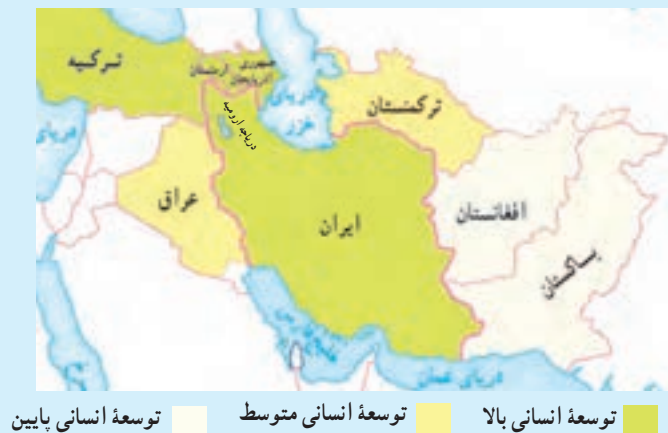 ترکیه
جمهوری
آذربایجان
ارمنستان
دریای
خزر
ترکمنستان
دریاچه ارومیه
دریای
عراق
ایران
افغانستان
پاکستان
دریای عمان
توسعهٔ انسانی بالا
توسعهٔ انسانی متوسط
توسعهٔ انسانی پایین